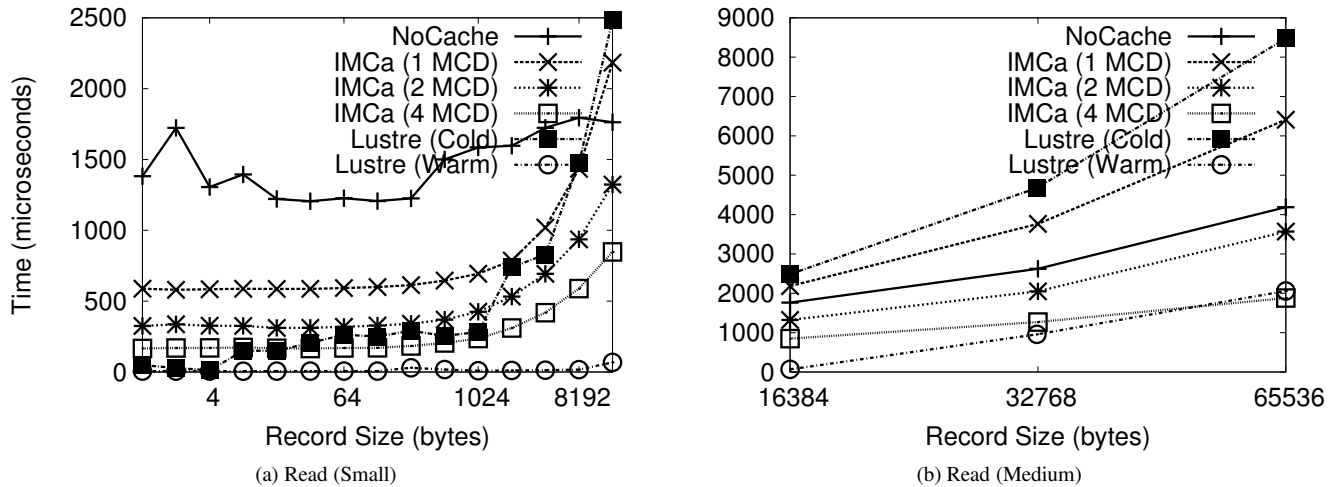 2500
2000
1500
1000
500
0
4
64
1024
8192
Time (microseconds)
Record Size (bytes)
NoCache
IMCa (1 MCD)
IMCa (2 MCD)
IMCa (4 MCD)
Lustre (Cold)
Lustre (Warm)
(a) Read (Small)
9000
8000
7000
6000
5000
4000
3000
2000
1000
0
16384
32768
65536
Record Size (bytes)
NoCache
IMCa (1 MCD)
IMCa (2 MCD)
IMCa (4 MCD)
Lustre (Cold)
Lustre (Warm)
(b) Read (Medium)